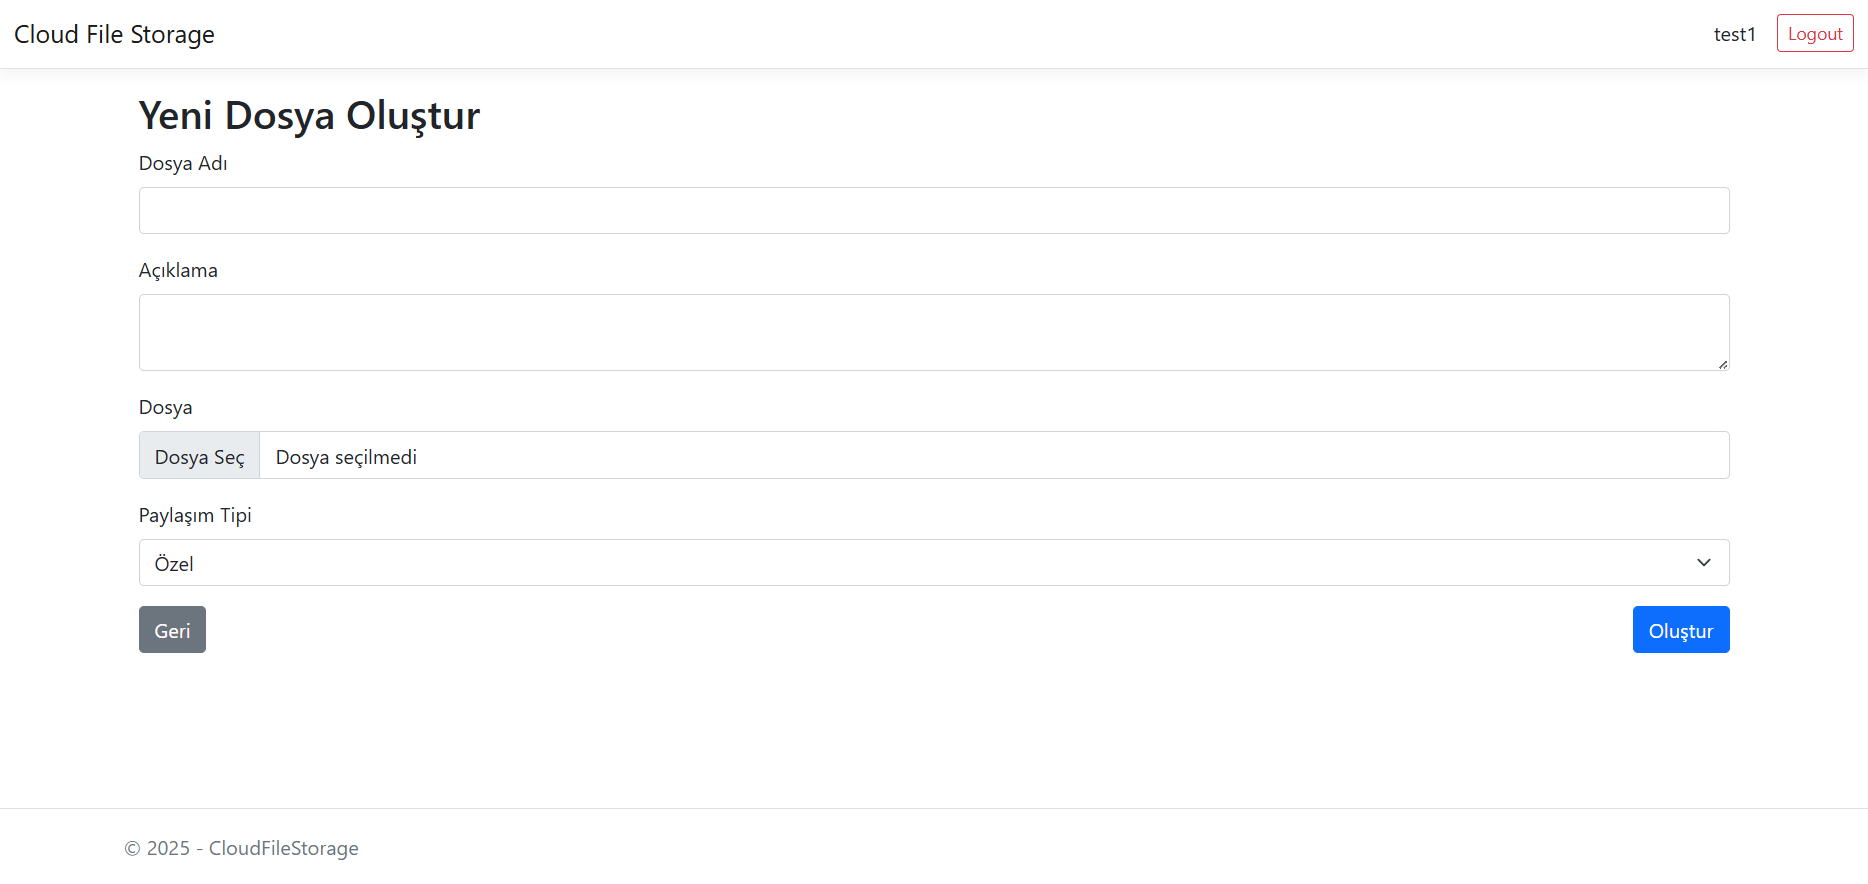 Cloud File Storage
test1
Logout
Yeni Dosya Oluştur
Dosya Adı
Açıklama
Dosya
Dosya Seç Dosya seçilmedi
Paylaşım Tipi
Özel
Geri
Oluştur
© 2025 - CloudFileStorage